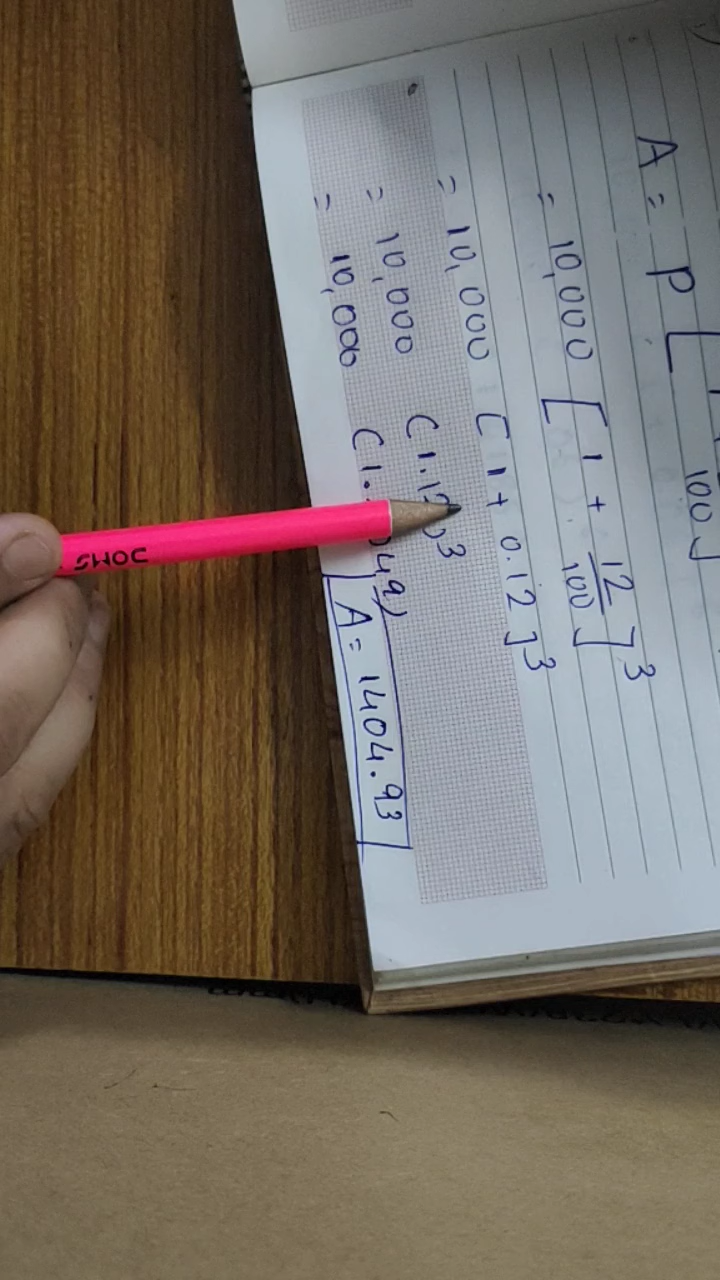 A = P [
100]
= 10,000 [ 1 + 12/100 ]3
= 10,000 [ 1 + 0.12 ]3
= 10,000 (1.12)3
= 10,000
A = 1404.93
DOMS